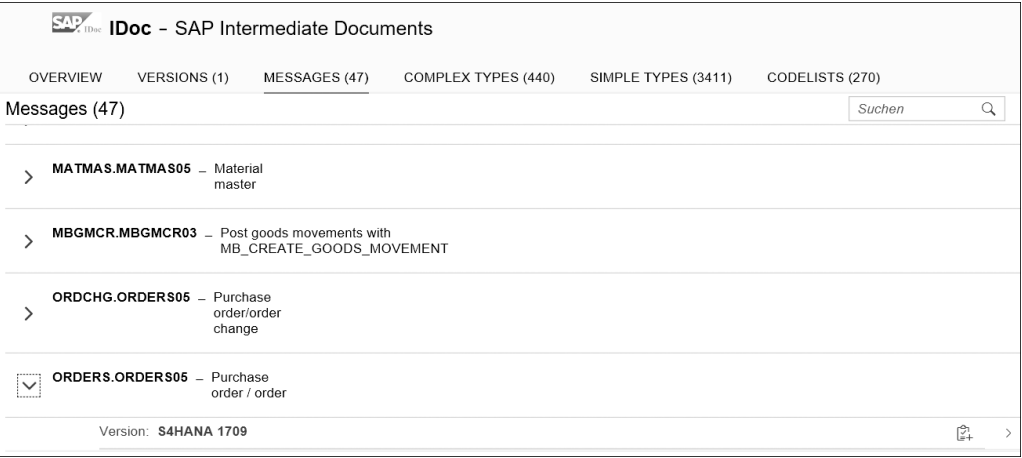 SAP IDoc IDoc – SAP Intermediate Documents
OVERVIEW VERSIONS (1) MESSAGES (47) COMPLEX TYPES (440) SIMPLE TYPES (3411) CODELISTS (270)
Messages (47) Suchen
MATMAS.MATMAS05 – Material
master
MBGMCR.MBGMCR03 – Post goods movements with
MB_CREATE_GOODS_MOVEMENT
ORDCHG.ORDERS05 – Purchase
order/order
change
ORDERS.ORDERS05 – Purchase
order / order
Version: S4HANA 1709